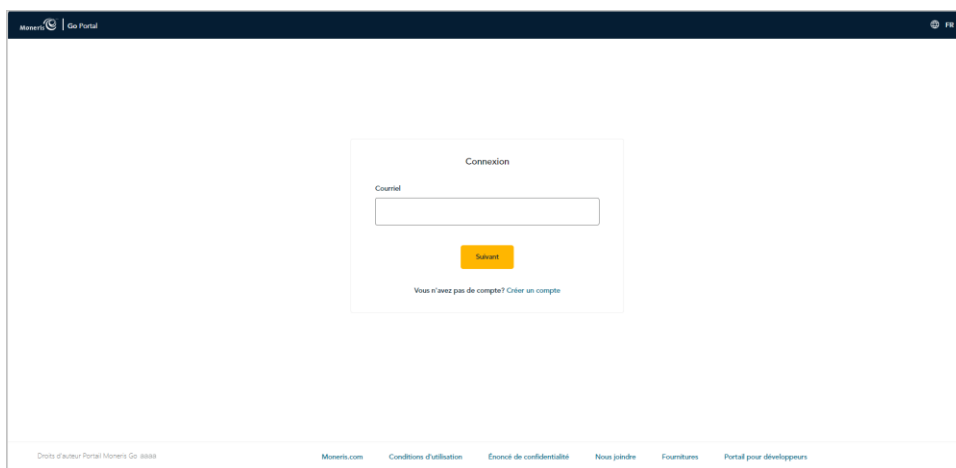 Moneris Go Portal
FR
Connexion
Courriel
Suivant
Vous n'avez pas de compte? Créer un compte
Droits d'auteur Portail Moneris Go aaaa
Moneris.com Conditions d'utilisation Énoncé de confidentialité Nous joindre Fournitures Portail pour développeurs